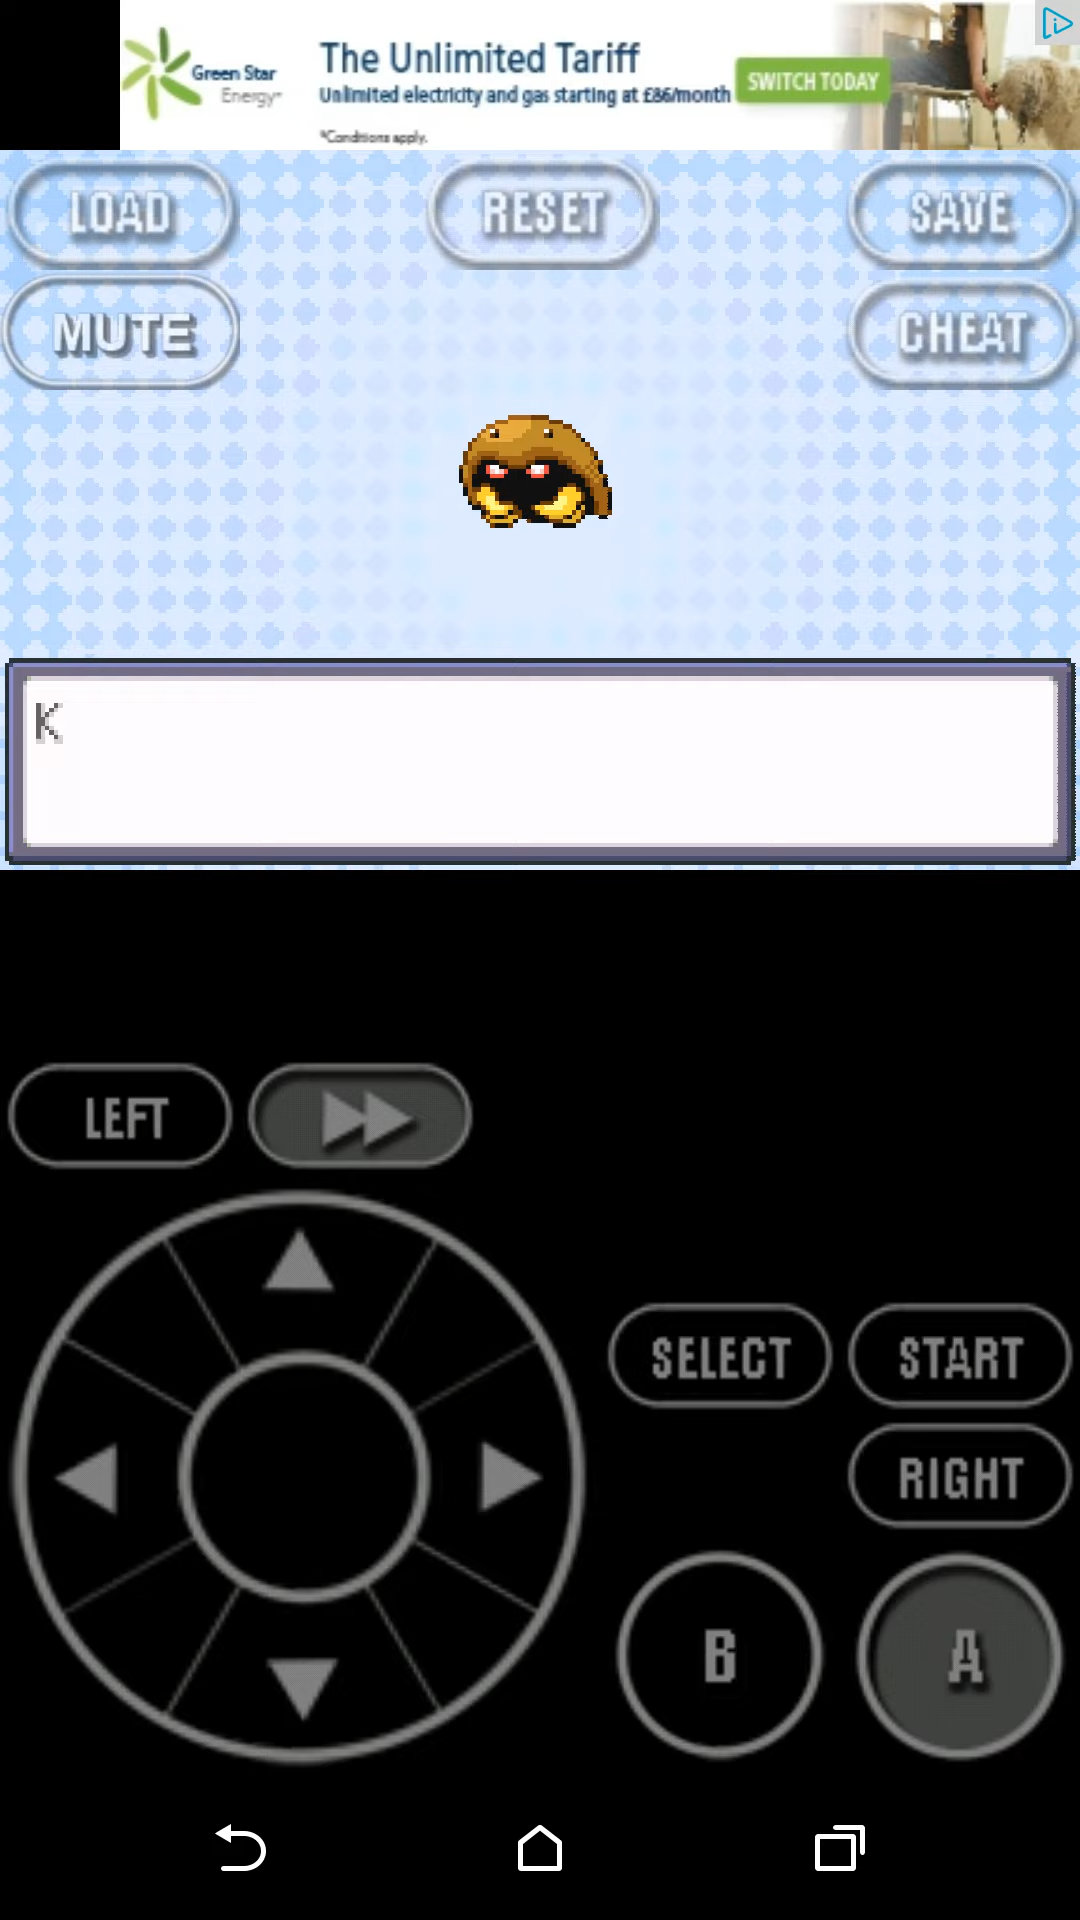 Green Star
Energy
The Unlimited Tariff
Unlimited electricity and gas starting at £86/month
*Conditions apply.
SWITCH TODAY
LOAD
RESET
SAVE
MUTE
CHEAT
K
LEFT
SELECT
START
RIGHT
B
A